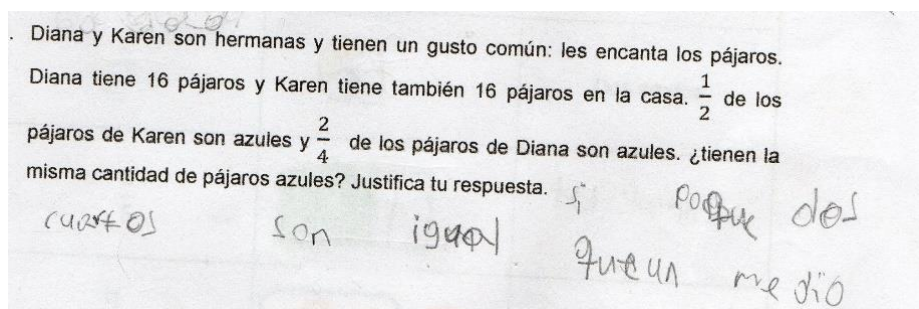 Diana y Karen son hermanas y tienen un gusto común: les encanta los pájaros.
Diana tiene 16 pájaros y Karen tiene también 16 pájaros en la casa. 1/2 de los
pájaros de Karen son azules y 2/4 de los pájaros de Diana son azules. ¿tienen la
misma cantidad de pájaros azules? Justifica tu respuesta. si porque dos
cuartos son igual que un medio